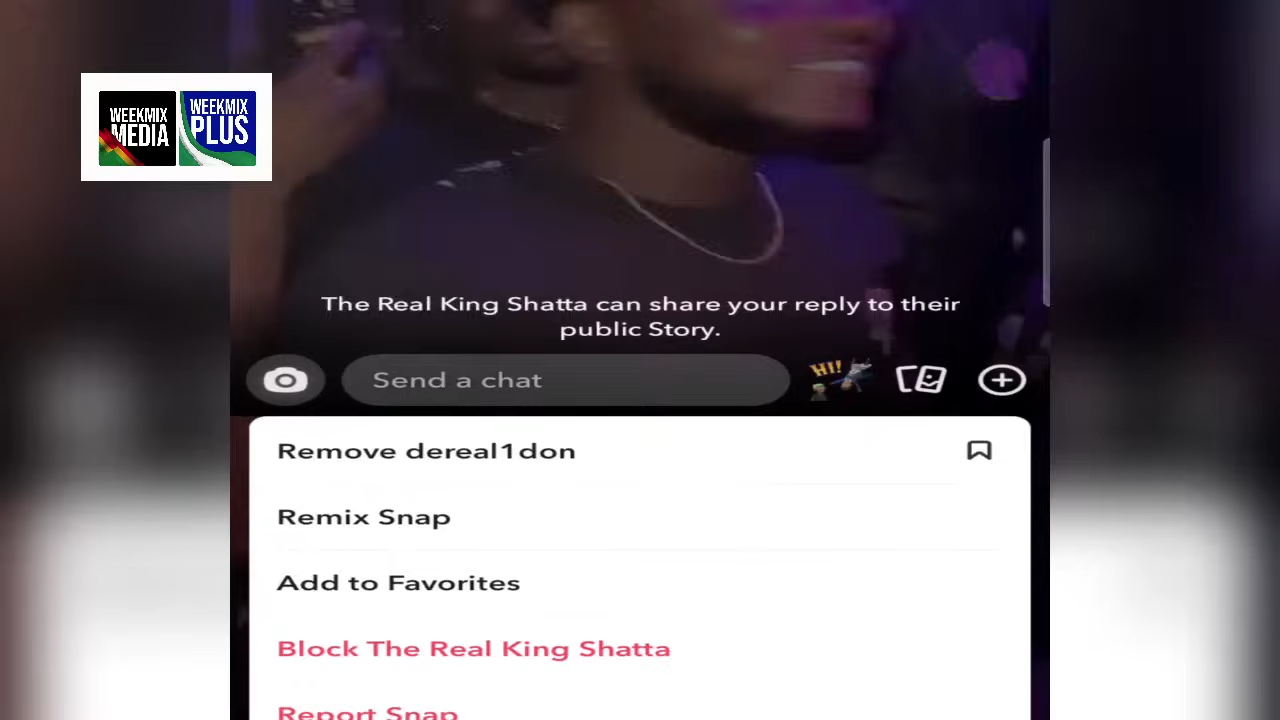 WEEKMIX
MEDIA
WEEKMIX
PLUS
The Real King Shatta can share your reply to their
public Story.
Send a chat
HI!
Remove dereal1don
Remix Snap
Add to Favorites
Block The Real King Shatta
Report Snap